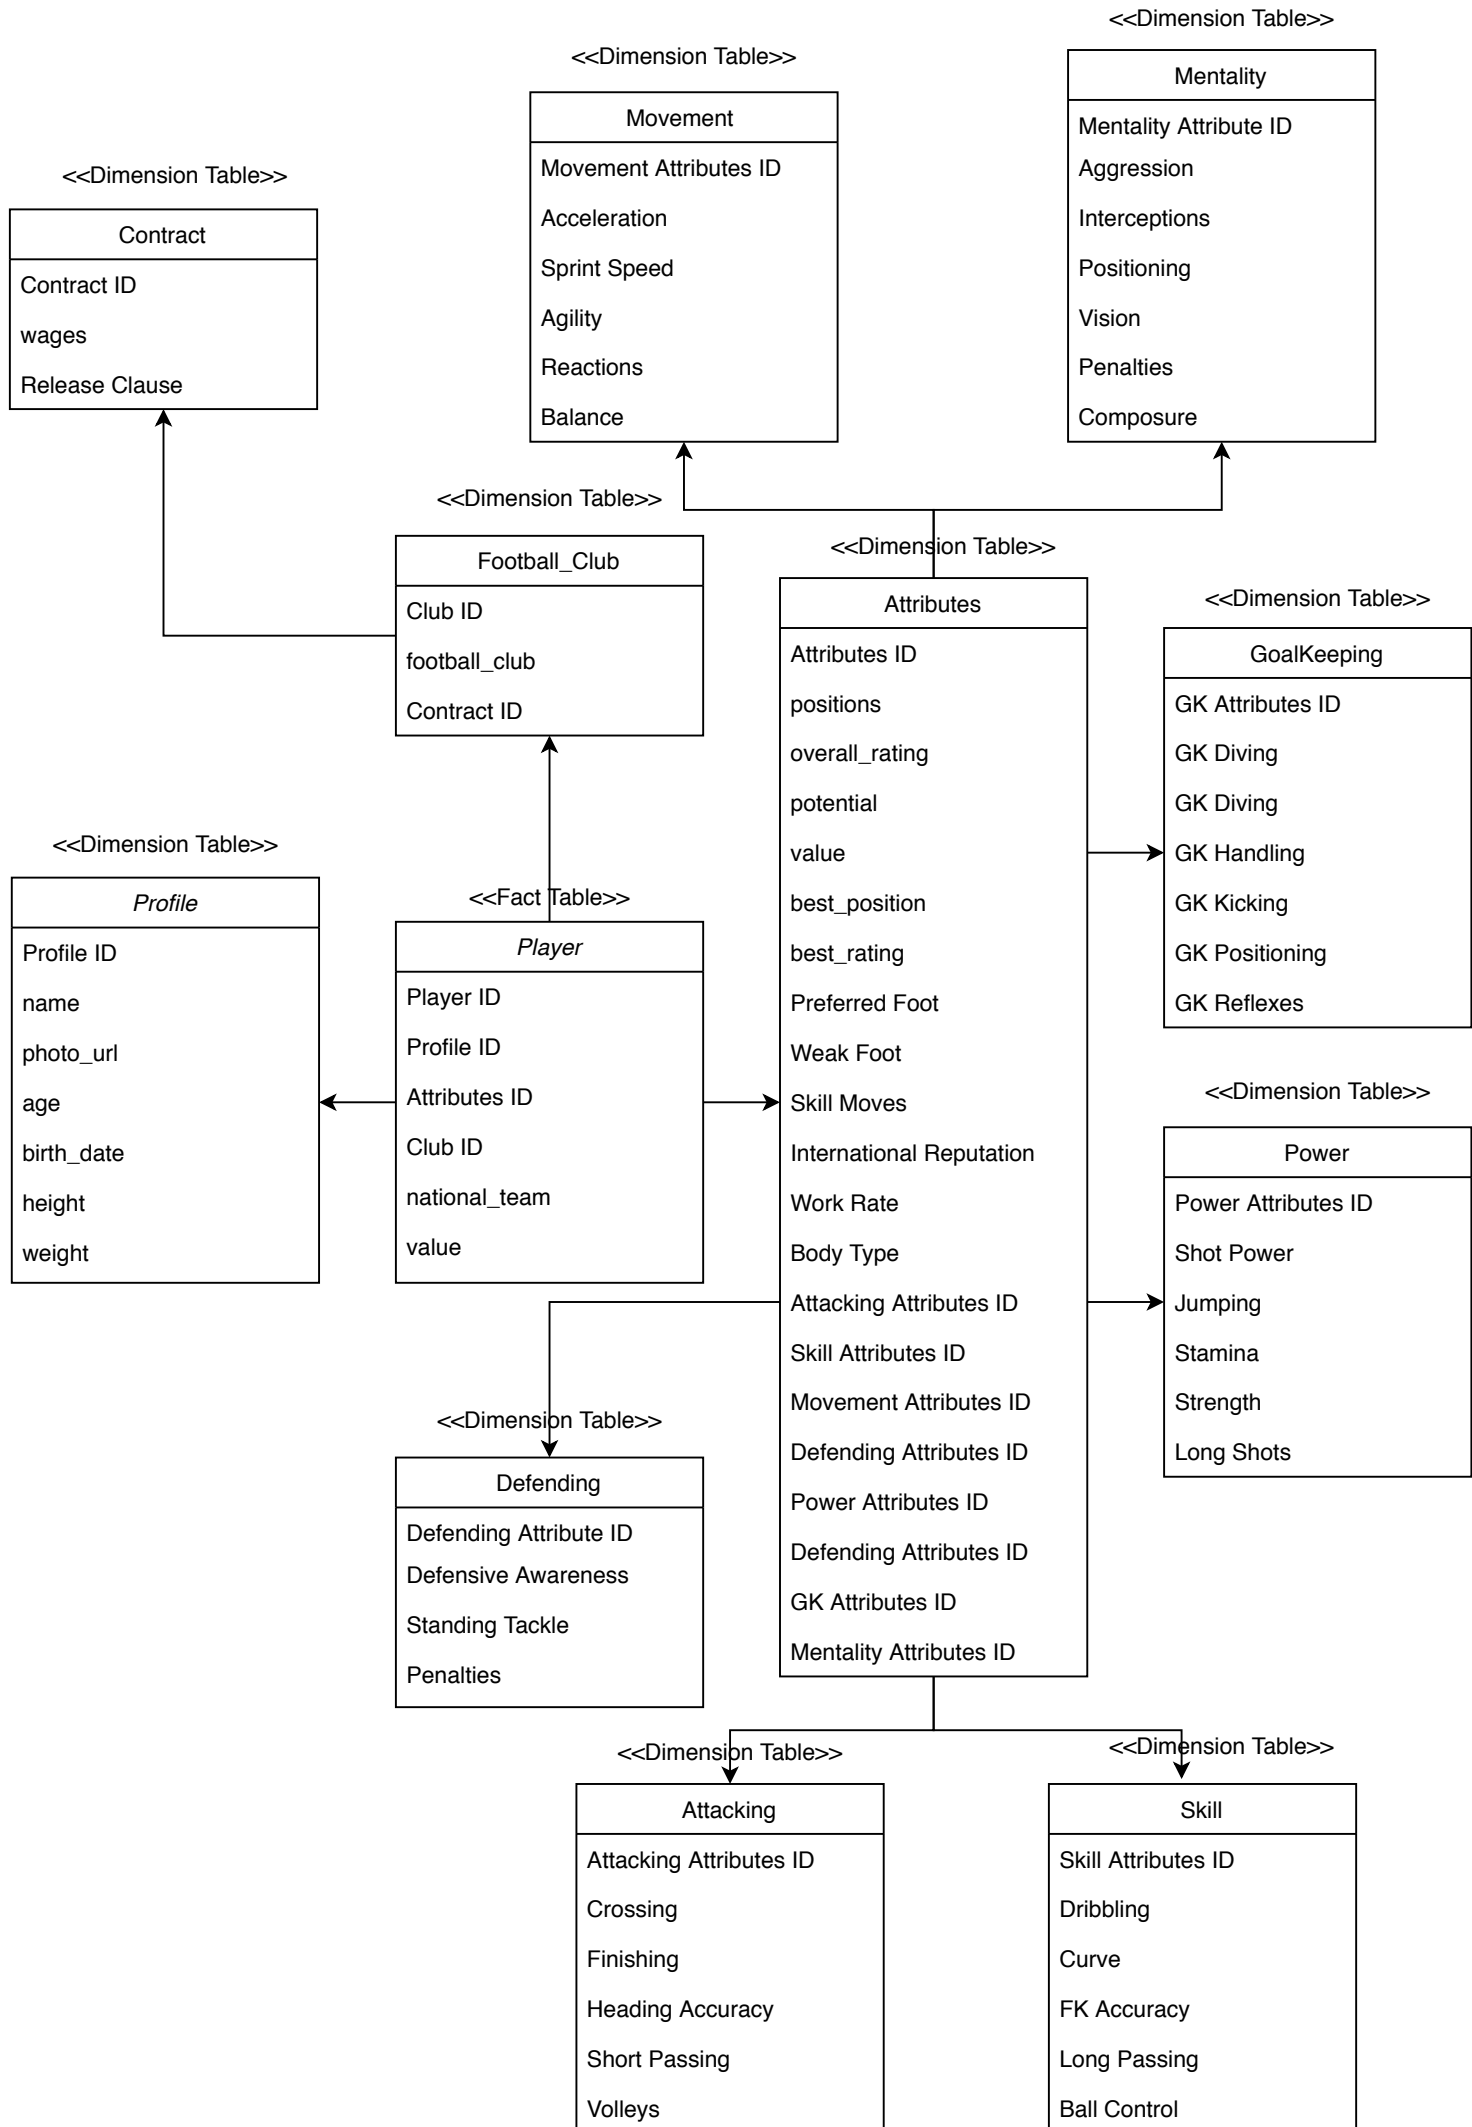 <<Dimension Table>>
Mentality
Mentality Attribute ID
Aggression
Interceptions
Positioning
Vision
Penalties
Composure
<<Dimension Table>>
Movement
Movement Attributes ID
Acceleration
Sprint Speed
Agility
Reactions
Balance
<<Dimension Table>>
Contract
Contract ID
wages
Release Clause
<<Dimension Table>>
Football_Club
Club ID
football_club
Contract ID
<<Dimension Table>>
Attributes
Attributes ID
positions
overall_rating
potential
value
best_position
best_rating
Preferred Foot
Weak Foot
Skill Moves
International Reputation
Work Rate
Body Type
Attacking Attributes ID
Skill Attributes ID
Movement Attributes ID
Defending Attributes ID
Power Attributes ID
Defending Attributes ID
GK Attributes ID
Mentality Attributes ID
<<Dimension Table>>
GoalKeeping
GK Attributes ID
GK Diving
GK Diving
GK Handling
GK Kicking
GK Positioning
GK Reflexes
<<Dimension Table>>
Profile
Profile ID
name
photo_url
age
birth_date
height
weight
<<Fact Table>>
Player
Player ID
Profile ID
Attributes ID
Club ID
national_team
value
<<Dimension Table>>
Power
Power Attributes ID
Shot Power
Jumping
Stamina
Strength
Long Shots
<<Dimension Table>>
Defending
Defending Attribute ID
Defensive Awareness
Standing Tackle
Penalties
<<Dimension Table>>
Attacking
Attacking Attributes ID
Crossing
Finishing
Heading Accuracy
Short Passing
Volleys
<<Dimension Table>>
Skill
Skill Attributes ID
Dribbling
Curve
FK Accuracy
Long Passing
Ball Control